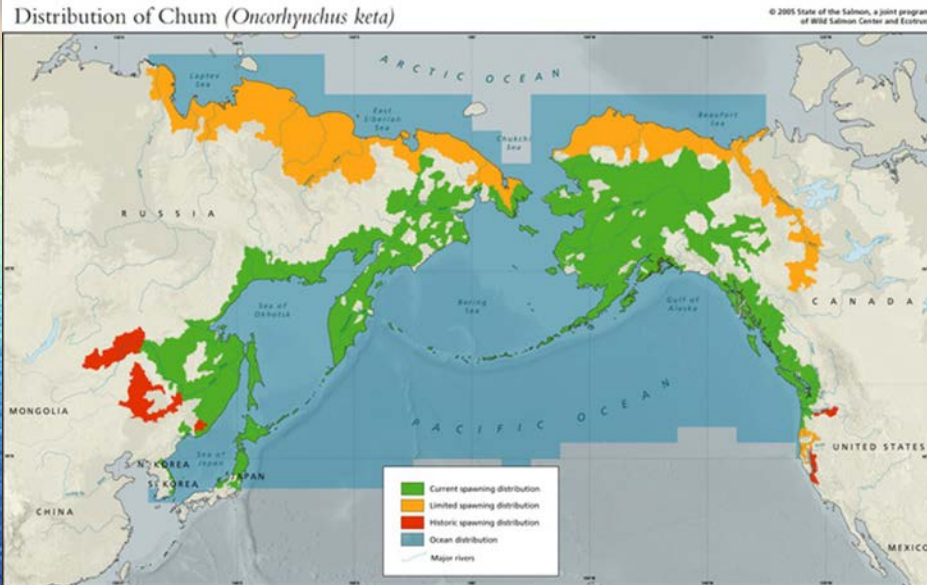 Distribution of Chum (Oncorhynchus keta)
© 2005 State of the Salmon, a joint program
of Wild Salmon Center and Ecotrus
ARCTIC OCEAN
Laptev
Sea
East
Siberian
Sea
Chukchi
Sea
Beaufort
Sea
RUSSIA
Sea of
Okhotsk
Bering
Sea
Gulf of
Alaska
CANADA
MONGOLIA
PACIFIC OCEAN
UNITED STATES
Sea of
Japan
N. KOREA
S. KOREA
JAPAN
CHINA
MEXICO
Current spawning distribution
Limited spawning distribution
Historic spawning distribution
Ocean distribution
Major rivers